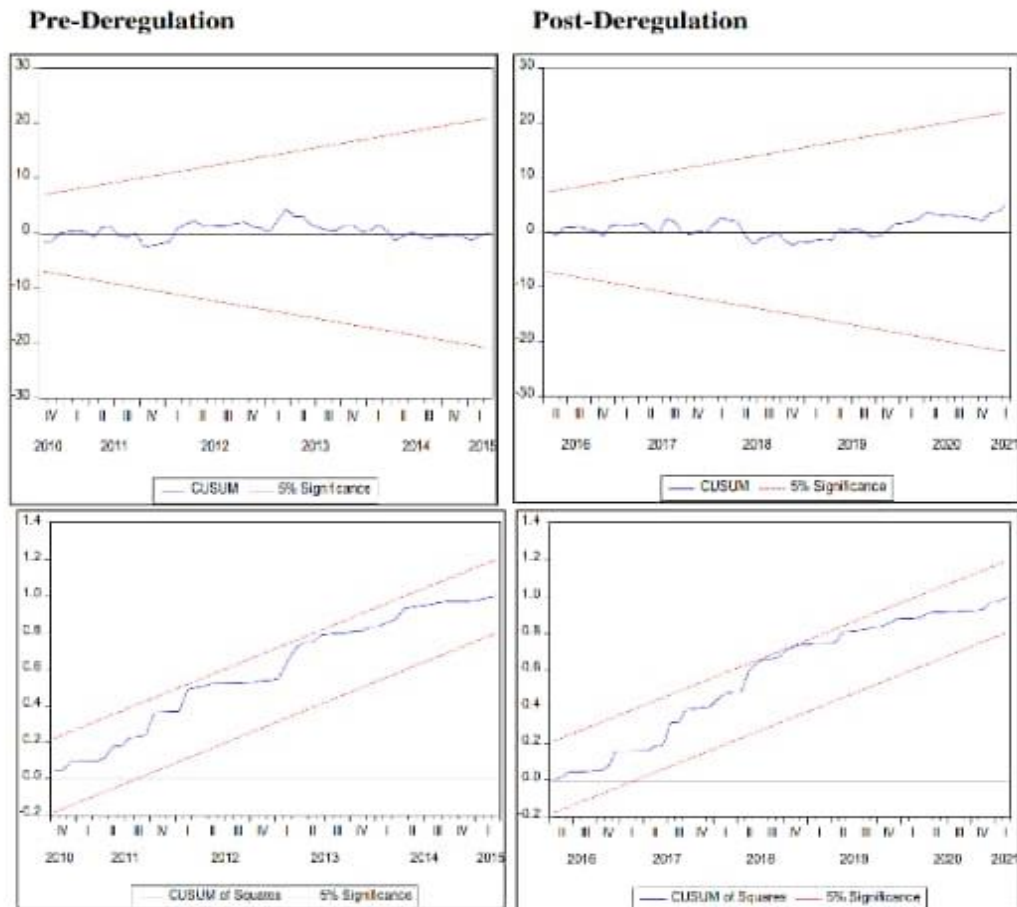 Pre-Deregulation
Post-Deregulation
30
20
10
0
-10
-20
-30
IV I II III IV I II III IV I II III IV I II III IV I
2010 2011 2012 2013 2014 2015
CUSUM 5% Significance
30
20
10
0
-10
-20
-30
II III IV I II III IV I II III IV I II III IV I II III IV I
2016 2017 2018 2019 2020 2021
CUSUM 5% Significance
1.4
1.2
1.0
0.8
0.6
0.4
0.2
0.0
-0.2
IV I II III IV I II III IV I II III IV I II III IV I
2010 2011 2012 2013 2014 2015
CUSUM of Squares 5% Significance
1.4
1.2
1.0
0.8
0.6
0.4
0.2
0.0
-0.2
II III IV I II III IV I II III IV I II III IV I II III IV I
2016 2017 2018 2019 2020 2021
CUSUM of Squares 5% Significance